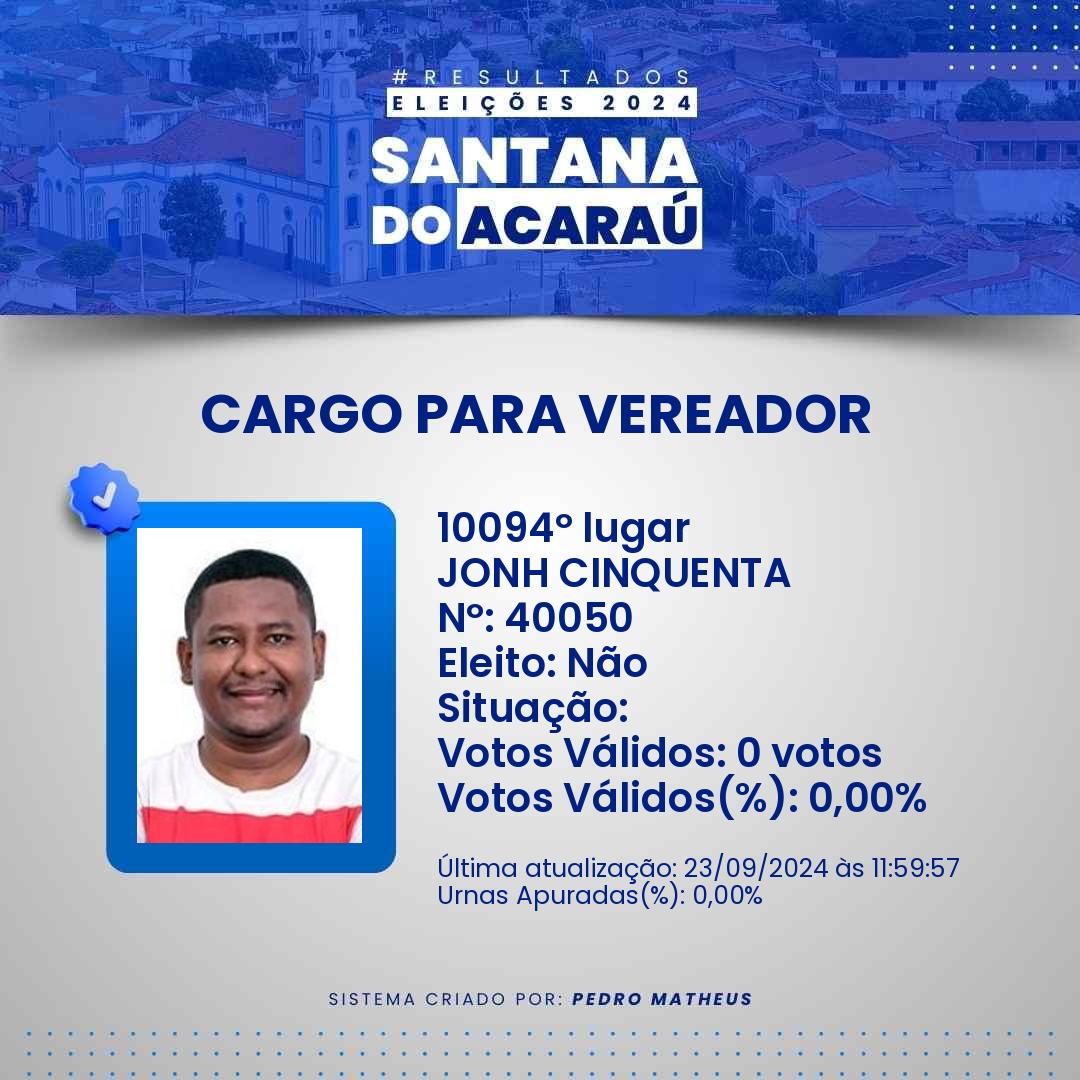 #RESULTADOS
ELEIÇÕES 2024
SANTANA
DO ACARAÚ
CARGO PARA VEREADOR
10094º lugar
JONH CINQUENTA
Nº: 40050
Eleito: Não
Situação:
Votos Válidos: 0 votos
Votos Válidos(%): 0,00%
Última atualização: 23/09/2024 às 11:59:57
Urnas Apuradas(%): 0,00%
SISTEMA CRIADO POR: PEDRO MATHEUS